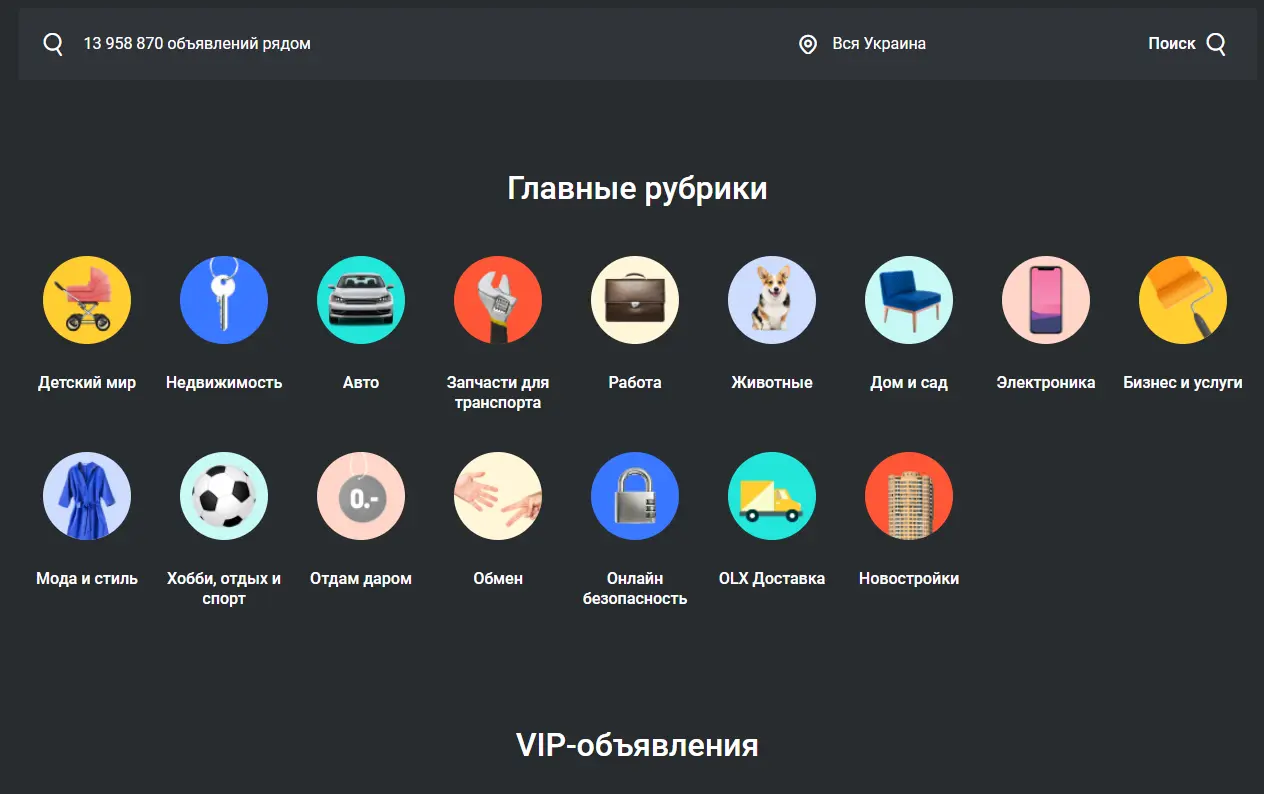 13 958 870 объявлений рядом
Вся Украина
Поиск
Главные рубрики
Детский мир
Недвижимость
Авто
Запчасти для
транспорта
Работа
Животные
Дом и сад
Электроника
Бизнес и услуги
Мода и стиль
Хобби, отдых и
спорт
0.-
Отдам даром
Обмен
Онлайн
безопасность
OLX Доставка
Новостройки
VIP-объявления